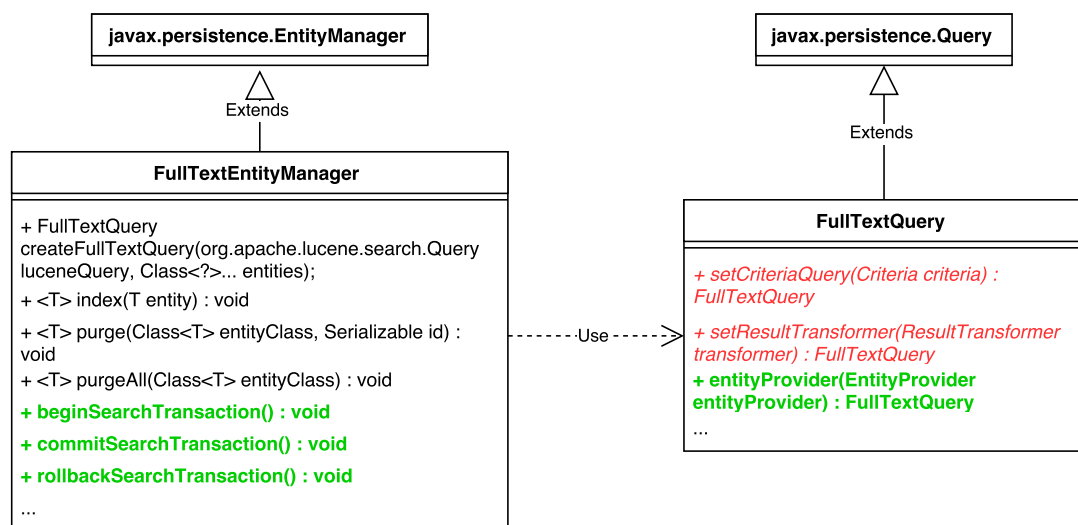 javax.persistence.EntityManager
Extends
FullTextEntityManager
+ FullTextQuery
createFullTextQuery(org.apache.lucene.search.Query
luceneQuery, Class<?>... entities);
+ <T> index(T entity) : void
+ <T> purge(Class<T> entityClass, Serializable id) :
void
+ <T> purgeAll(Class<T> entityClass) : void
+ beginSearchTransaction() : void
+ commitSearchTransaction() : void
+ rollbackSearchTransaction() : void
...
Use
javax.persistence.Query
Extends
FullTextQuery
+ setCriteriaQuery(Criteria criteria) :
FullTextQuery
+ setResultTransformer(ResultTransformer
transformer) : FullTextQuery
+ entityProvider(EntityProvider
entityProvider) : FullTextQuery
...